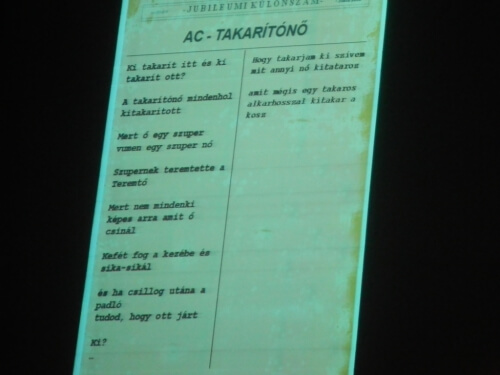 -JUBILEUMI KÜLÖNSZÁM-
AC - TAKARÍTÓNŐ
Ki takarít itt és ki
takarít ott?
A takarítónő mindenhol
kitakarított
Mert ő egy szuper
vumen egy szuper nő
Szupernek teremtette a
Teremtő
Mert nem mindenki
képes arra amit ő
csinál
Kefét fog a kezébe és
sika-sikál
és ha csillog utána a
padló
tudod, hogy ott járt
Ki?
Hogy takarjam ki szívem
mit annyi nő kitataroz
amit mégis egy takaros
alkarhossal kitakar a
kosz